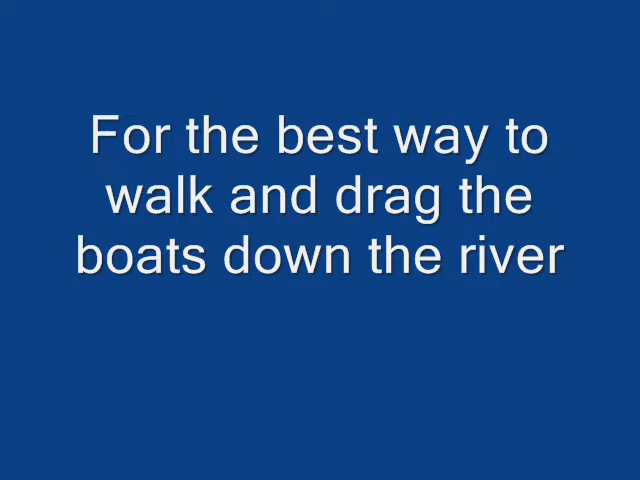 For the best way to
walk and drag the
boats down the river